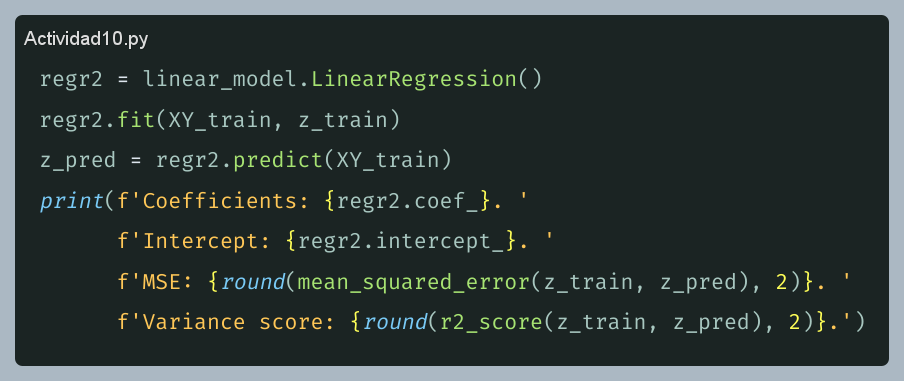 Actividad10.py
regr2 = linear_model.LinearRegression()
regr2.fit(XY_train, z_train)
z_pred = regr2.predict(XY_train)
print(f'Coefficients: {regr2.coef_}. '
f'Intercept: {regr2.intercept_}. '
f'MSE: {round(mean_squared_error(z_train, z_pred), 2)}. '
f'Variance score: {round(r2_score(z_train, z_pred), 2)}.')